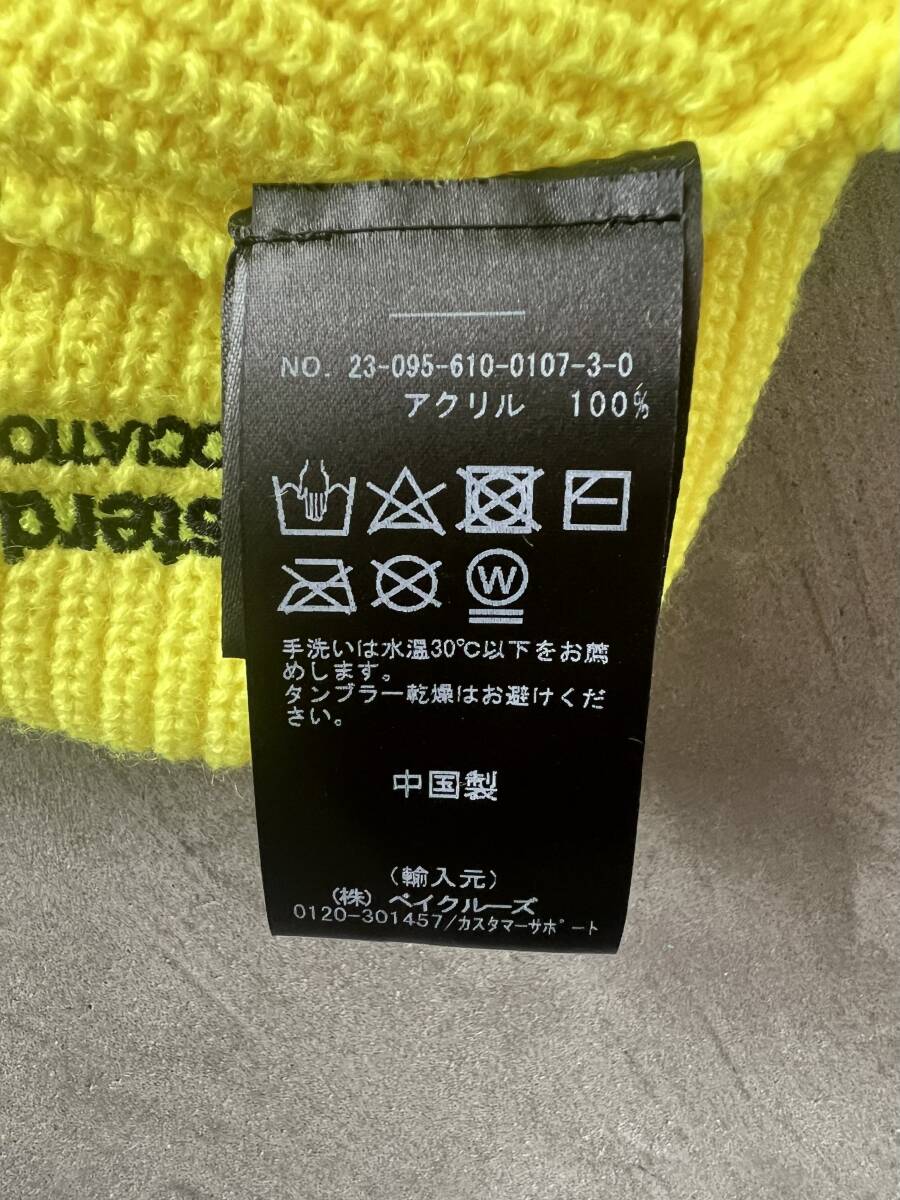 NO. 23-095-610-0107-3-0
アクリル 100%
W
手洗いは水温30℃以下をお薦
めします。
タンブラー乾燥はお避けくだ
さい。
中国製
(輸入元)
(株) ベイクルーズ
0120-301457/カスタマーサポート